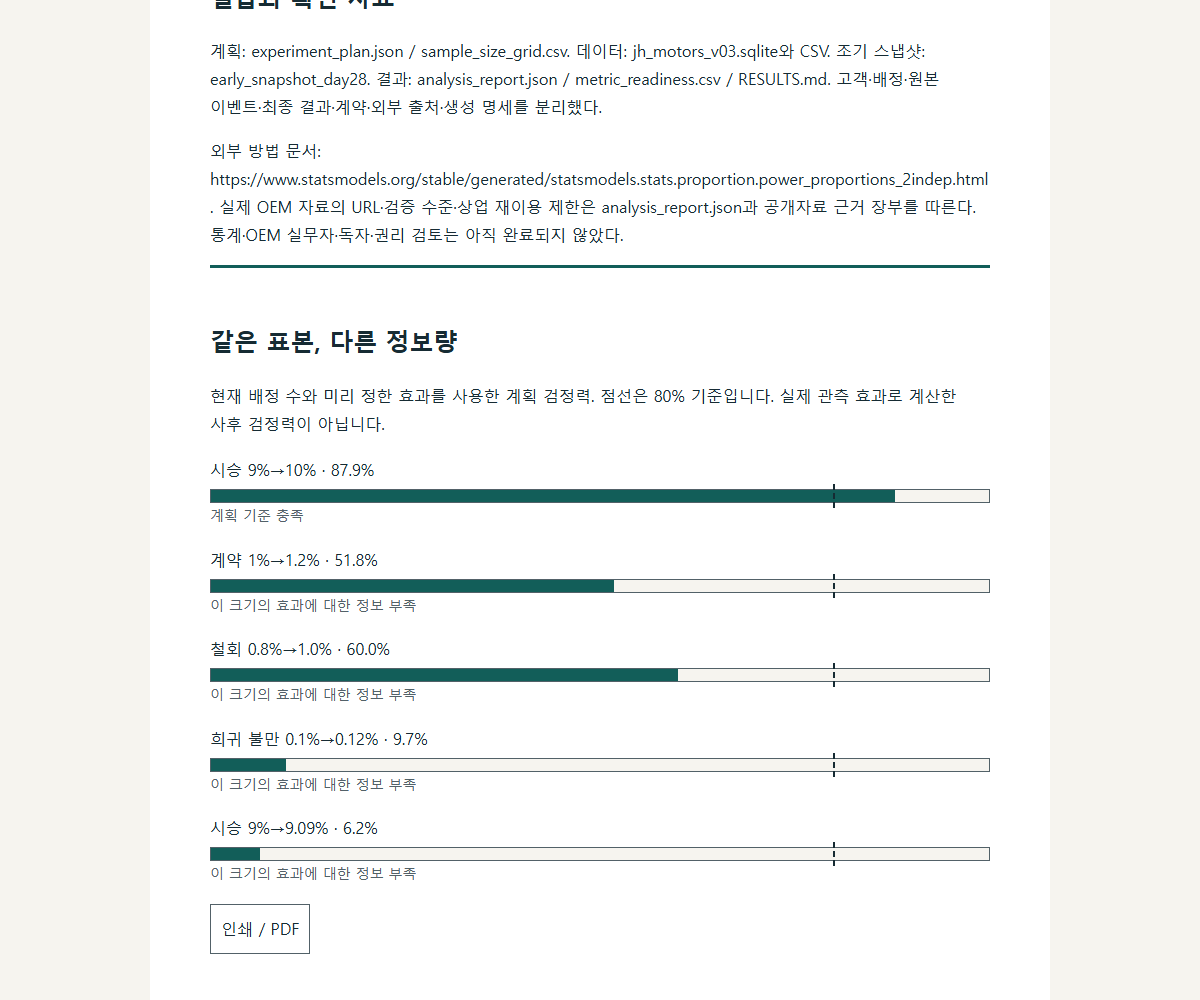 계획: experiment_plan.json / sample_size_grid.csv. 데이터: jh_motors_v03.sqlite와 CSV. 조기 스냅샷:
early_snapshot_day28. 결과: analysis_report.json / metric_readiness.csv / RESULTS.md. 고객·배정·원본
이벤트·최종 결과·계약·외부 출처·생성 명세를 분리했다.
외부 방법 문서:
https://www.statsmodels.org/stable/generated/statsmodels.stats.proportion.power_proportions_2indep.html
. 실제 OEM 자료의 URL·검증 수준·상업 재이용 제한은 analysis_report.json과 공개자료 근거 장부를 따른다.
통계·OEM 실무자·독자·권리 검토는 아직 완료되지 않았다.
같은 표본, 다른 정보량
현재 배정 수와 미리 정한 효과를 사용한 계획 검정력. 점선은 80% 기준입니다. 실제 관측 효과로 계산한
사후 검정력이 아닙니다.
시승 9%→10% · 87.9%
계획 기준 충족
계약 1%→1.2% · 51.8%
이 크기의 효과에 대한 정보 부족
철회 0.8%→1.0% · 60.0%
이 크기의 효과에 대한 정보 부족
희귀 불만 0.1%→0.12% · 9.7%
이 크기의 효과에 대한 정보 부족
시승 9%→9.09% · 6.2%
이 크기의 효과에 대한 정보 부족
인쇄 / PDF